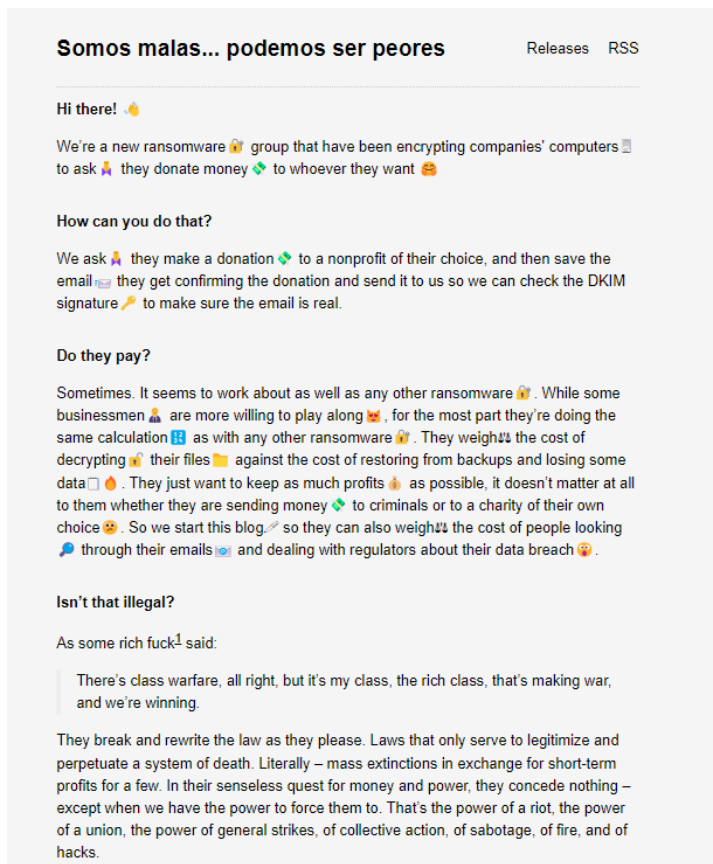 Somos malas... podemos ser peores
Releases RSS
Hi there! 👋
We're a new ransomware 🔐 group that have been encrypting companies' computers 🖥
to ask 🙏 they donate money 💸 to whoever they want 🤗
How can you do that?
We ask 🙏 they make a donation 💸 to a nonprofit of their choice, and then save the
email 📨 they get confirming the donation and send it to us so we can check the DKIM
signature 🔑 to make sure the email is real.
Do they pay?
Sometimes. It seems to work about as well as any other ransomware 🔐 . While some
businessmen 🕴 are more willing to play along 😈 , for the most part they're doing the
same calculation 🔢 as with any other ransomware 🔐 . They weigh ⚖ the cost of
decrypting 🔓 their files 📁 against the cost of restoring from backups and losing some
data 📋 🔥 . They just want to keep as much profits 💰 as possible, it doesn't matter at all
to them whether they are sending money 💸 to criminals or to a charity of their own
choice 😕 . So we start this blog 🖊 so they can also weigh ⚖ the cost of people looking
🔎 through their emails 📧 and dealing with regulators about their data breach 😲 .
Isn't that illegal?
As some rich fuck1 said:
There's class warfare, all right, but it's my class, the rich class, that's making war,
and we're winning.
They break and rewrite the law as they please. Laws that only serve to legitimize and
perpetuate a system of death. Literally – mass extinctions in exchange for short-term
profits for a few. In their senseless quest for money and power, they concede nothing –
except when we have the power to force them to. That's the power of a riot, the power
of a union, the power of general strikes, of collective action, of sabotage, of fire, and of
hacks.